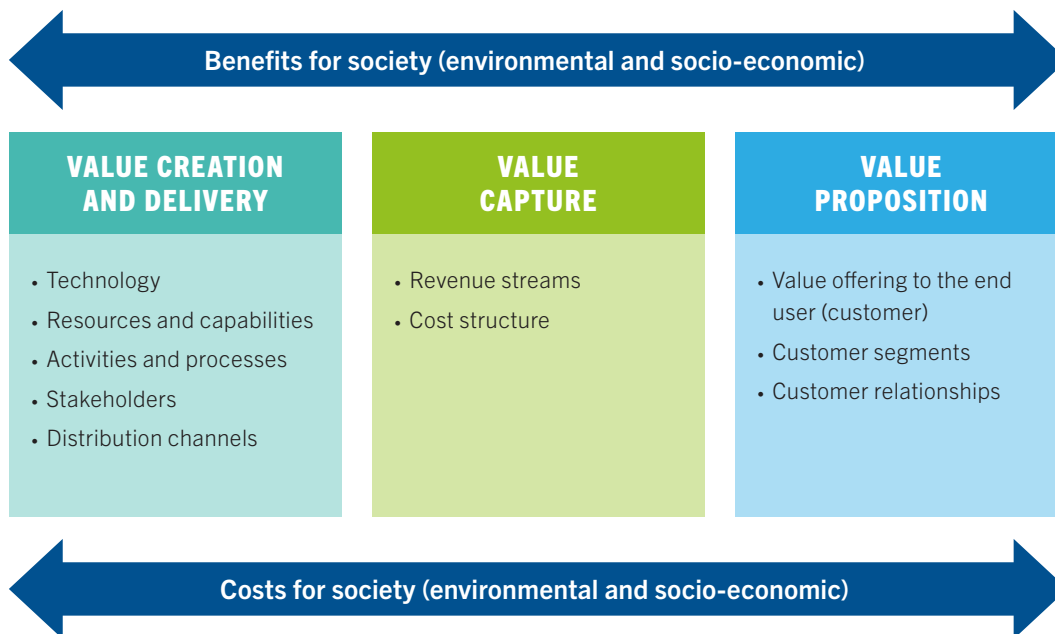 Benefits for society (environmental and socio-economic)
VALUE CREATION
AND DELIVERY
• Technology
• Resources and capabilities
• Activities and processes
• Stakeholders
• Distribution channels
VALUE
CAPTURE
• Revenue streams
• Cost structure
VALUE
PROPOSITION
• Value offering to the end
user (customer)
• Customer segments
• Customer relationships
Costs for society (environmental and socio-economic)